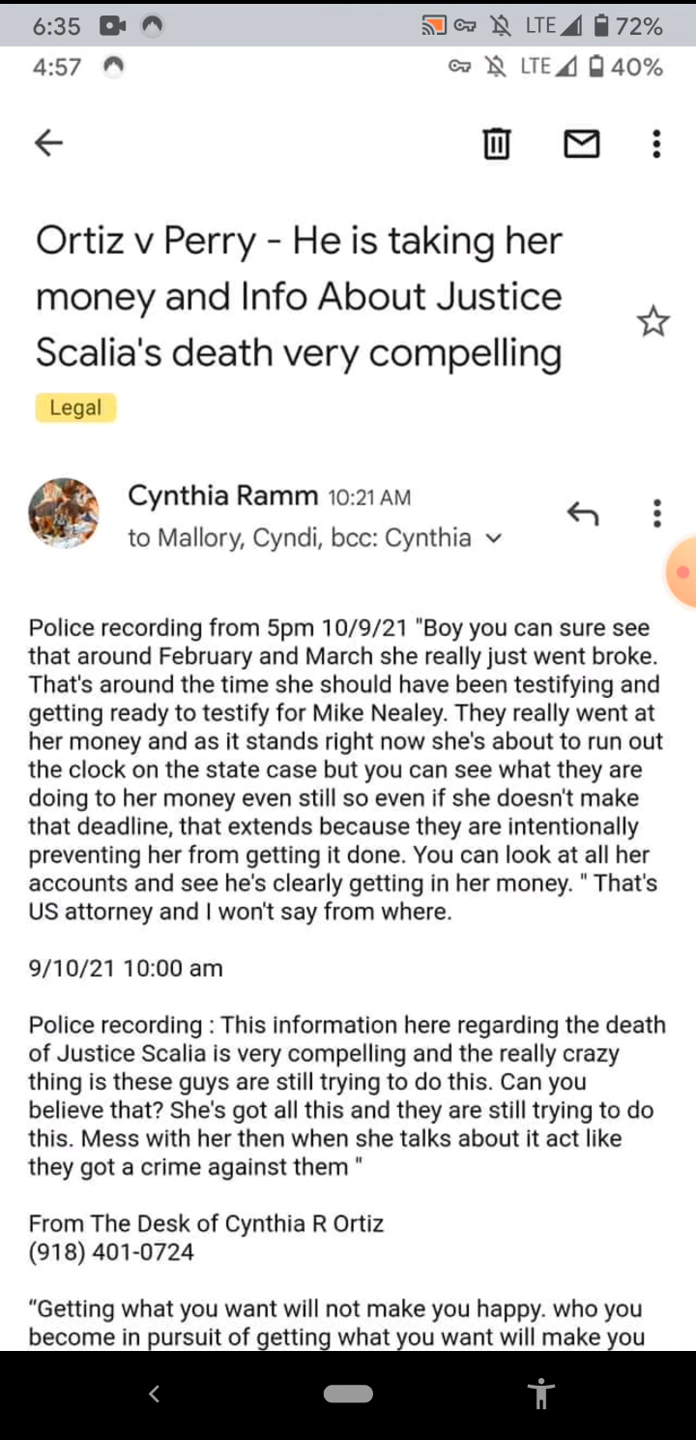 6:35 LTE 72%
4:57 LTE 40%
Ortiz v Perry - He is taking her
money and Info About Justice
Scalia's death very compelling
Legal
Cynthia Ramm 10:21 AM
to Mallory, Cyndi, bcc: Cynthia
Police recording from 5pm 10/9/21 "Boy you can sure see
that around February and March she really just went broke.
That's around the time she should have been testifying and
getting ready to testify for Mike Nealey. They really went at
her money and as it stands right now she's about to run out
the clock on the state case but you can see what they are
doing to her money even still so even if she doesn't make
that deadline, that extends because they are intentionally
preventing her from getting it done. You can look at all her
accounts and see he's clearly getting in her money. " That's
US attorney and I won't say from where.
9/10/21 10:00 am
Police recording : This information here regarding the death
of Justice Scalia is very compelling and the really crazy
thing is these guys are still trying to do this. Can you
believe that? She's got all this and they are still trying to do
this. Mess with her then when she talks about it act like
they got a crime against them "
From The Desk of Cynthia R Ortiz
(918) 401-0724
“Getting what you want will not make you happy. who you
become in pursuit of getting what you want will make you